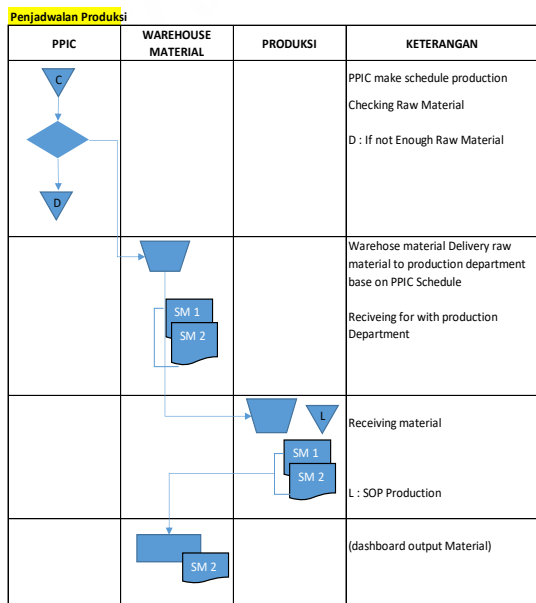 Penjadwalan Produksi
PPIC
WAREHOUSE
MATERIAL
PRODUKSI
KETERANGAN
C
PPIC make schedule production
Checking Raw Material
D : If not Enough Raw Material
D
Warehose material Delivery raw
material to production department
base on PPIC Schedule
Reciveing for with production
Department
SM 1
SM 2
L
Receiving material
SM 1
SM 2
L : SOP Production
(dashboard output Material)
SM 2